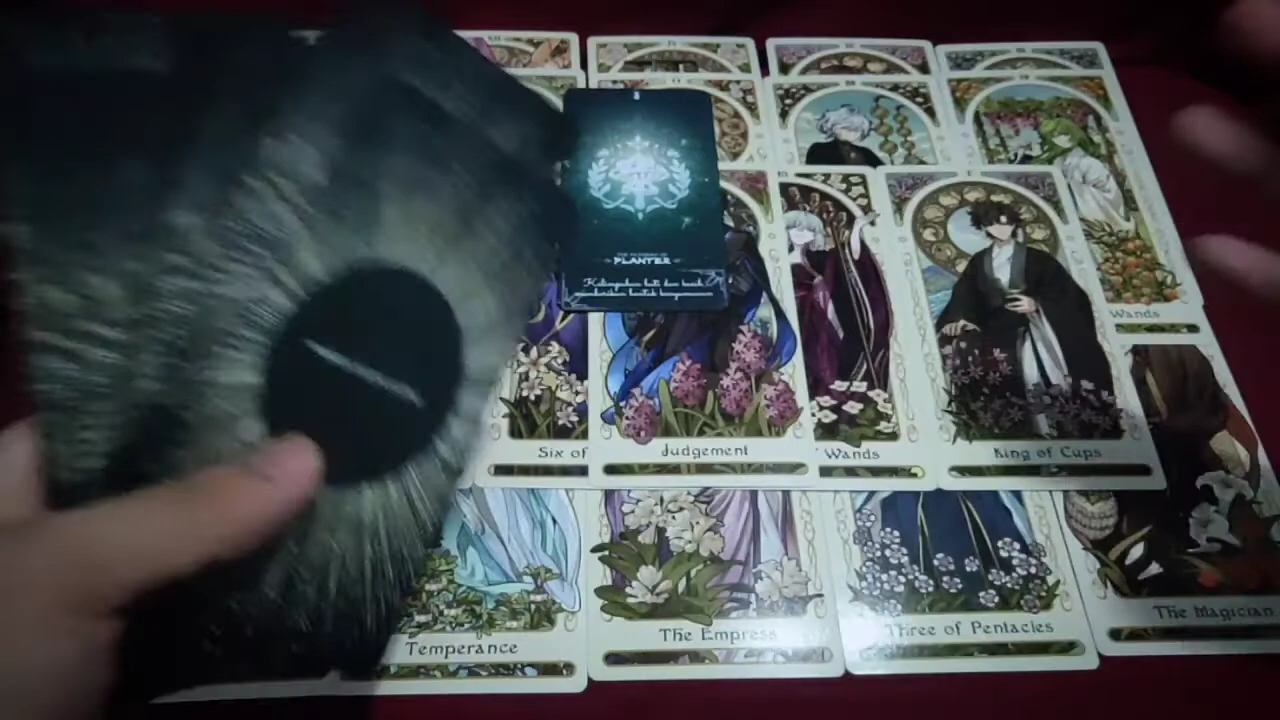 PLANTER
Wands
Six of
Judgement
Wands
King of Cups
Temperance
The Empress
Three of Pentacles
The Magician